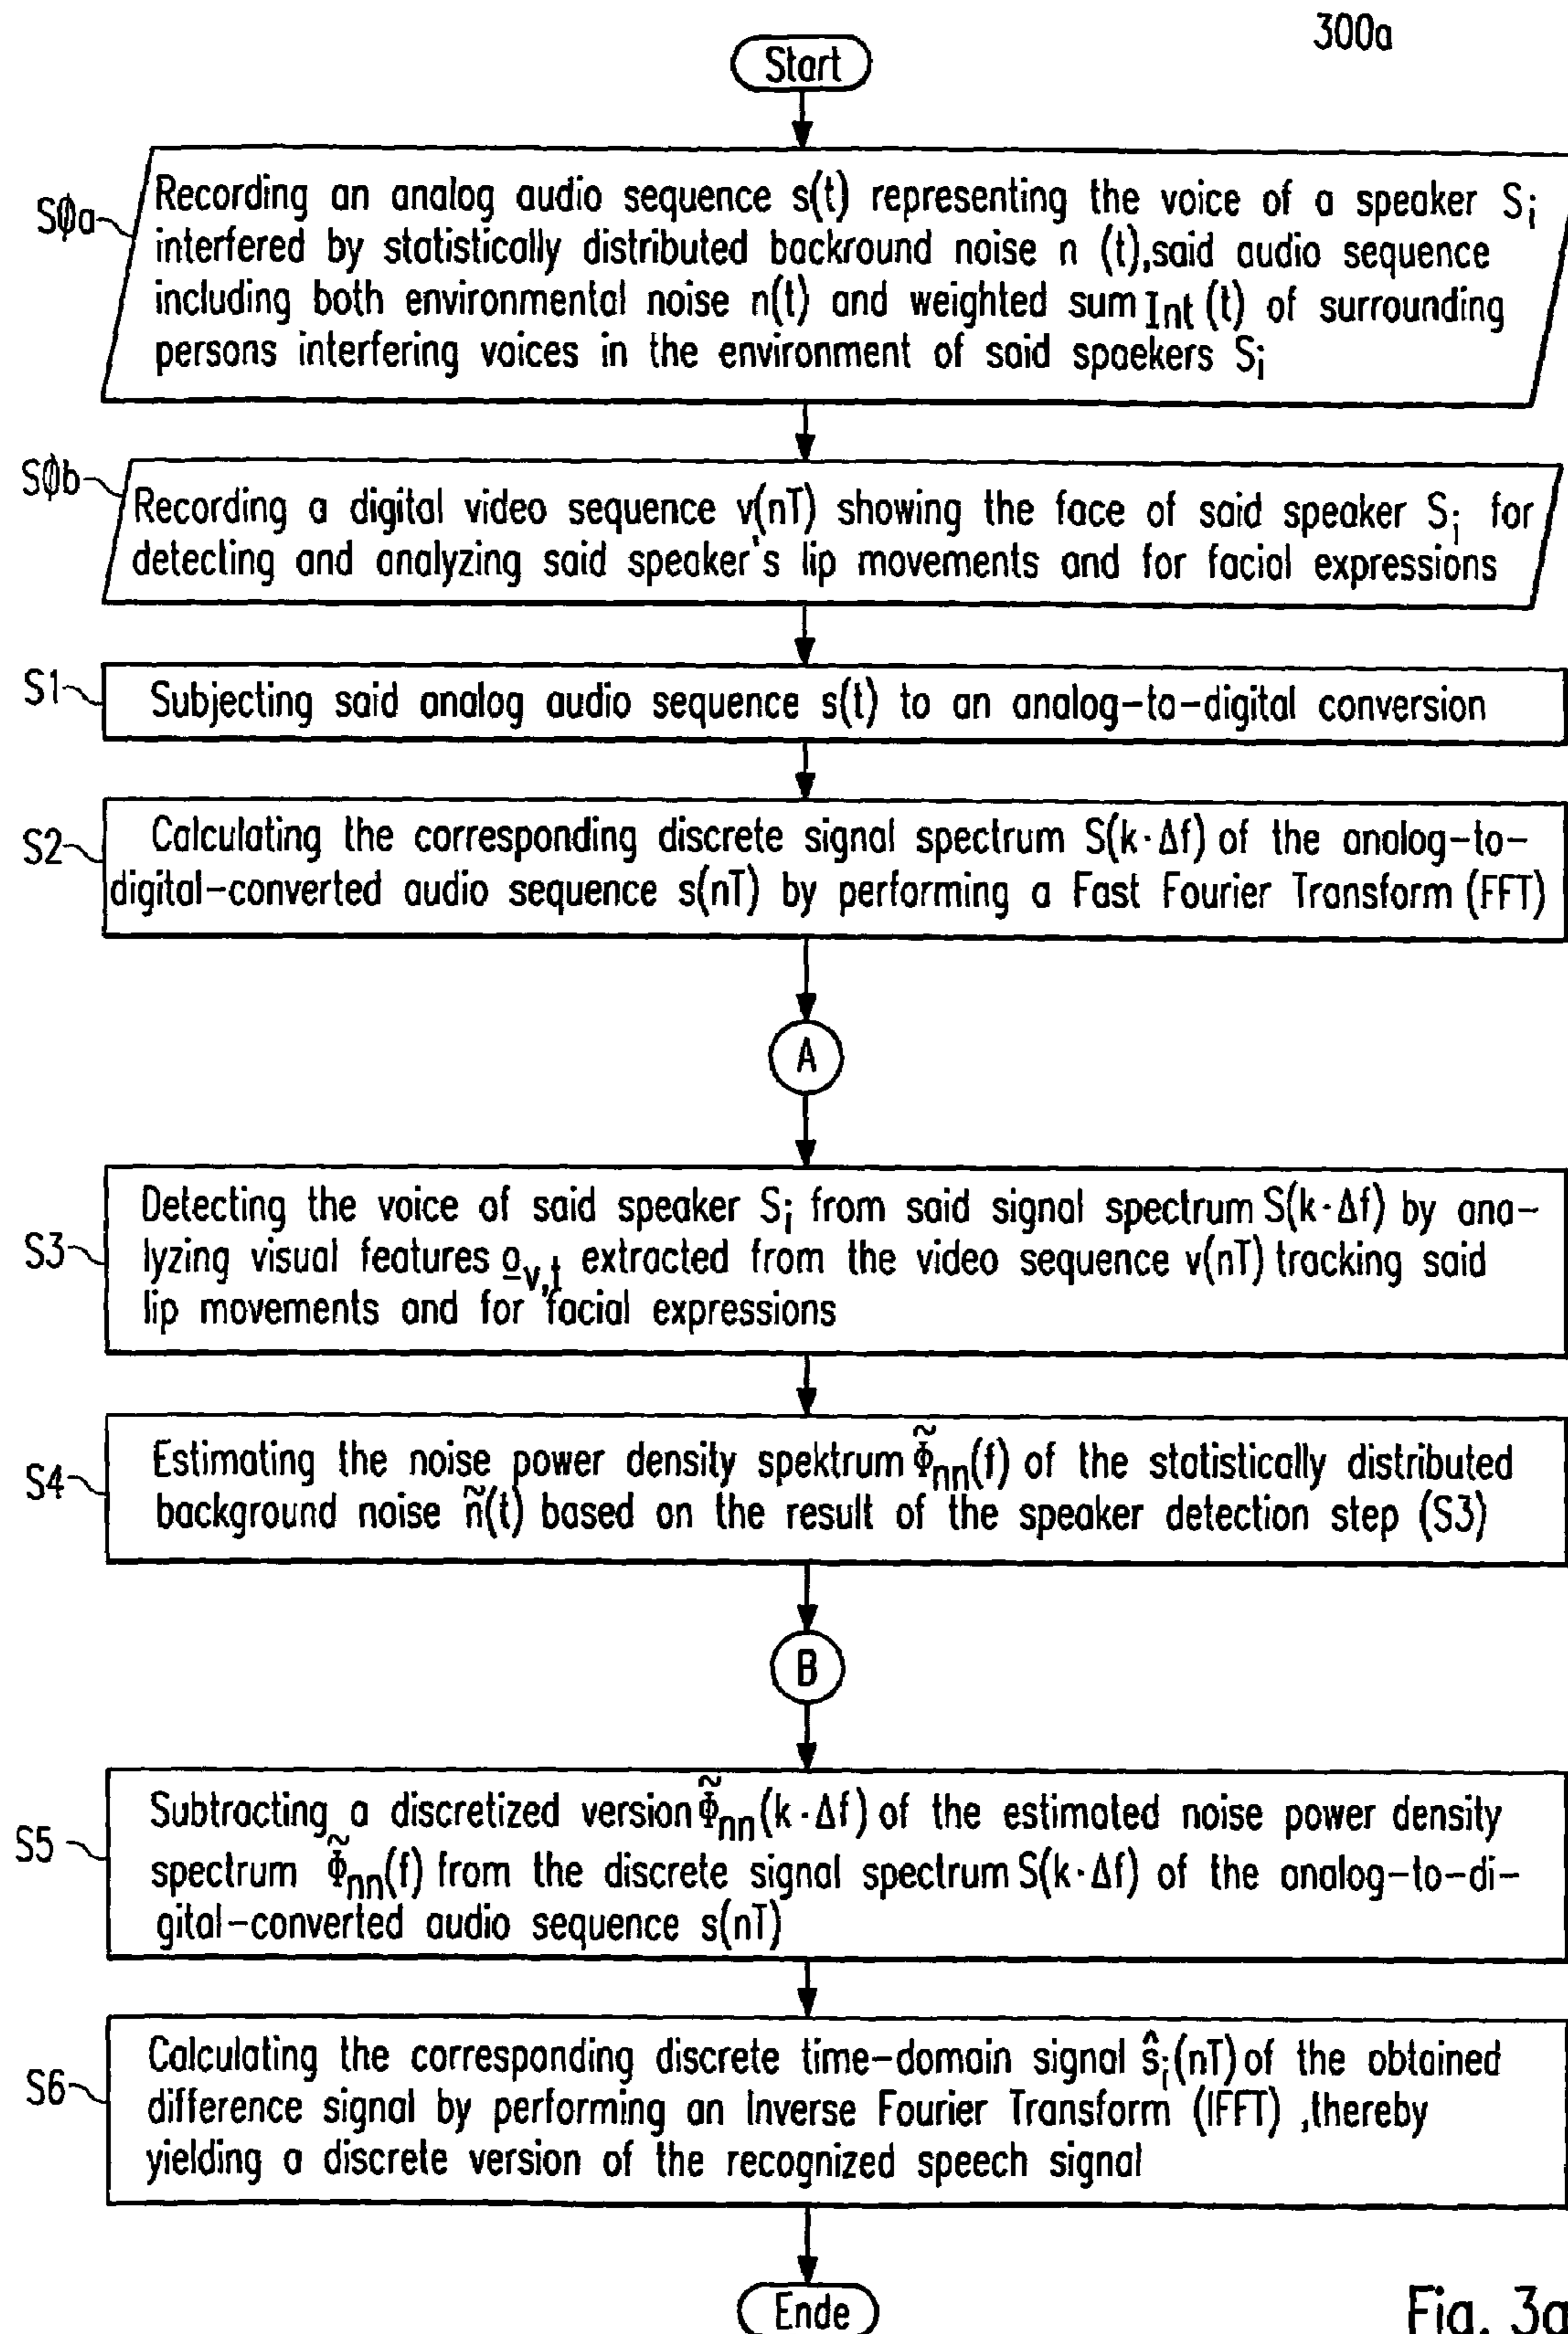 300a
Start
SØa
Recording an analog audio sequence s(t) representing the voice of a speaker Si
interfered by statistically distributed backround noise n (t),said audio sequence
including both environmental noise n(t) and weighted sum Int (t) of surrounding
persons interfering voices in the environment of said spaekers Si
SØb
Recording a digital video sequence v(nT) showing the face of said speaker Si for
detecting and analyzing said speaker's lip movements and for facial expressions
S1
Subjecting said analog audio sequence s(t) to an analog-to-digital conversion
S2
Calculating the corresponding discrete signal spectrum S(k·Δf) of the analog-to-
digital-converted audio sequence s(nT) by performing a Fast Fourier Transform (FFT)
A
S3
Detecting the voice of said speaker Si from said signal spectrum S(k·Δf) by ana-
lyzing visual features o̲v,t extracted from the video sequence v(nT) tracking said
lip movements and for facial expressions
S4
Estimating the noise power density spektrum Φ̃nn(f) of the statistically distributed
background noise ñ(t) based on the result of the speaker detection step (S3)
B
S5
Subtracting a discretized version Φ̃nn(k·Δf) of the estimated noise power density
spectrum Φ̃nn(f) from the discrete signal spectrum S(k·Δf) of the analog-to-di-
gital-converted audio sequence s(nT)
S6
Calculating the corresponding discrete time-domain signal ŝi(nT) of the obtained
difference signal by performing an Inverse Fourier Transform (IFFT) ,thereby
yielding a discrete version of the recognized speech signal
Ende
Fig. 3a